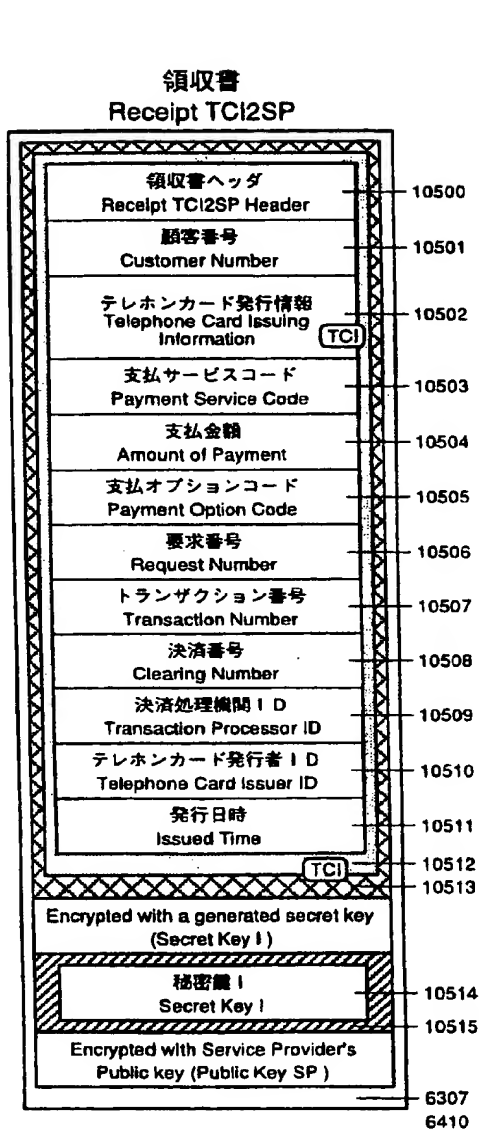 領収書
Receipt TCI2SP
領収書ヘッダ
Receipt TCI2SP Header
10500
顧客番号
Customer Number
10501
テレホンカード発行情報
Telephone Card Issuing
Information
TCI
10502
支払サービスコード
Payment Service Code
10503
支払金額
Amount of Payment
10504
支払オプションコード
Payment Option Code
10505
要求番号
Request Number
10506
トランザクション番号
Transaction Number
10507
決済番号
Clearing Number
10508
決済処理機関ID
Transaction Processor ID
10509
テレホンカード発行者ID
Telephone Card Issuer ID
10510
発行日時
Issued Time
10511
TCI
10512
10513
Encrypted with a generated secret key
(Secret Key I)
秘密鍵I
Secret Key I
10514
10515
Encrypted with Service Provider's
Public key (Public Key SP )
6307
6410